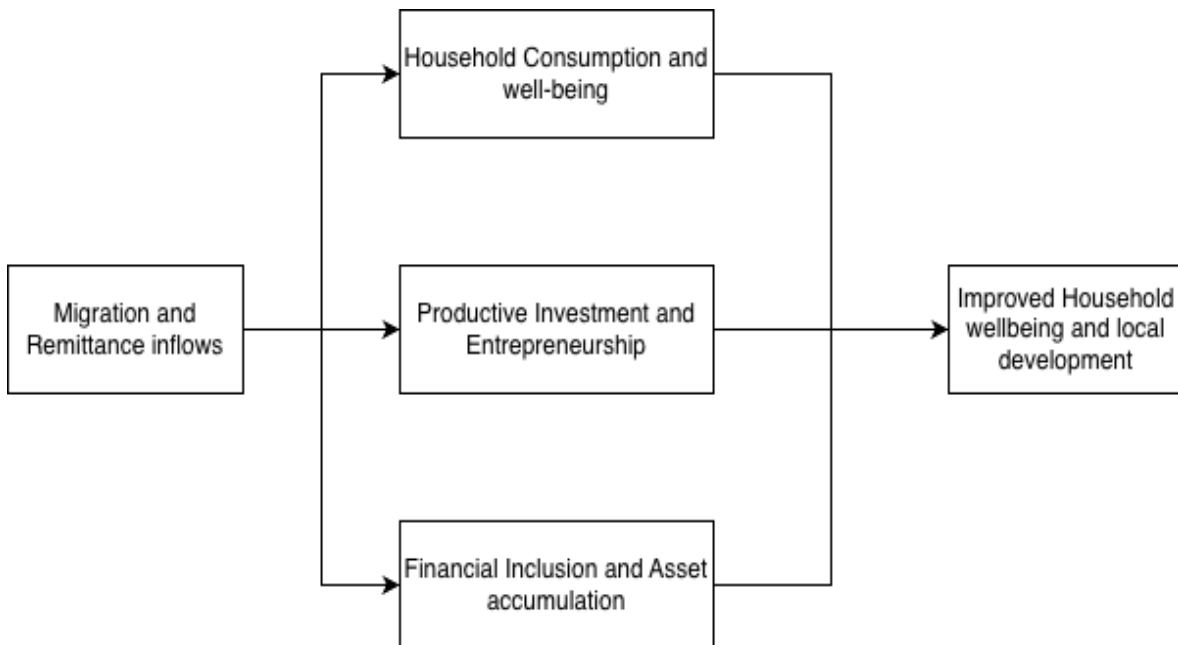 Household Consumption and
well-being
Migration and
Remittance inflows
Productive Investment and
Entrepreneurship
Improved Household
wellbeing and local
development
Financial Inclusion and Asset
accumulation